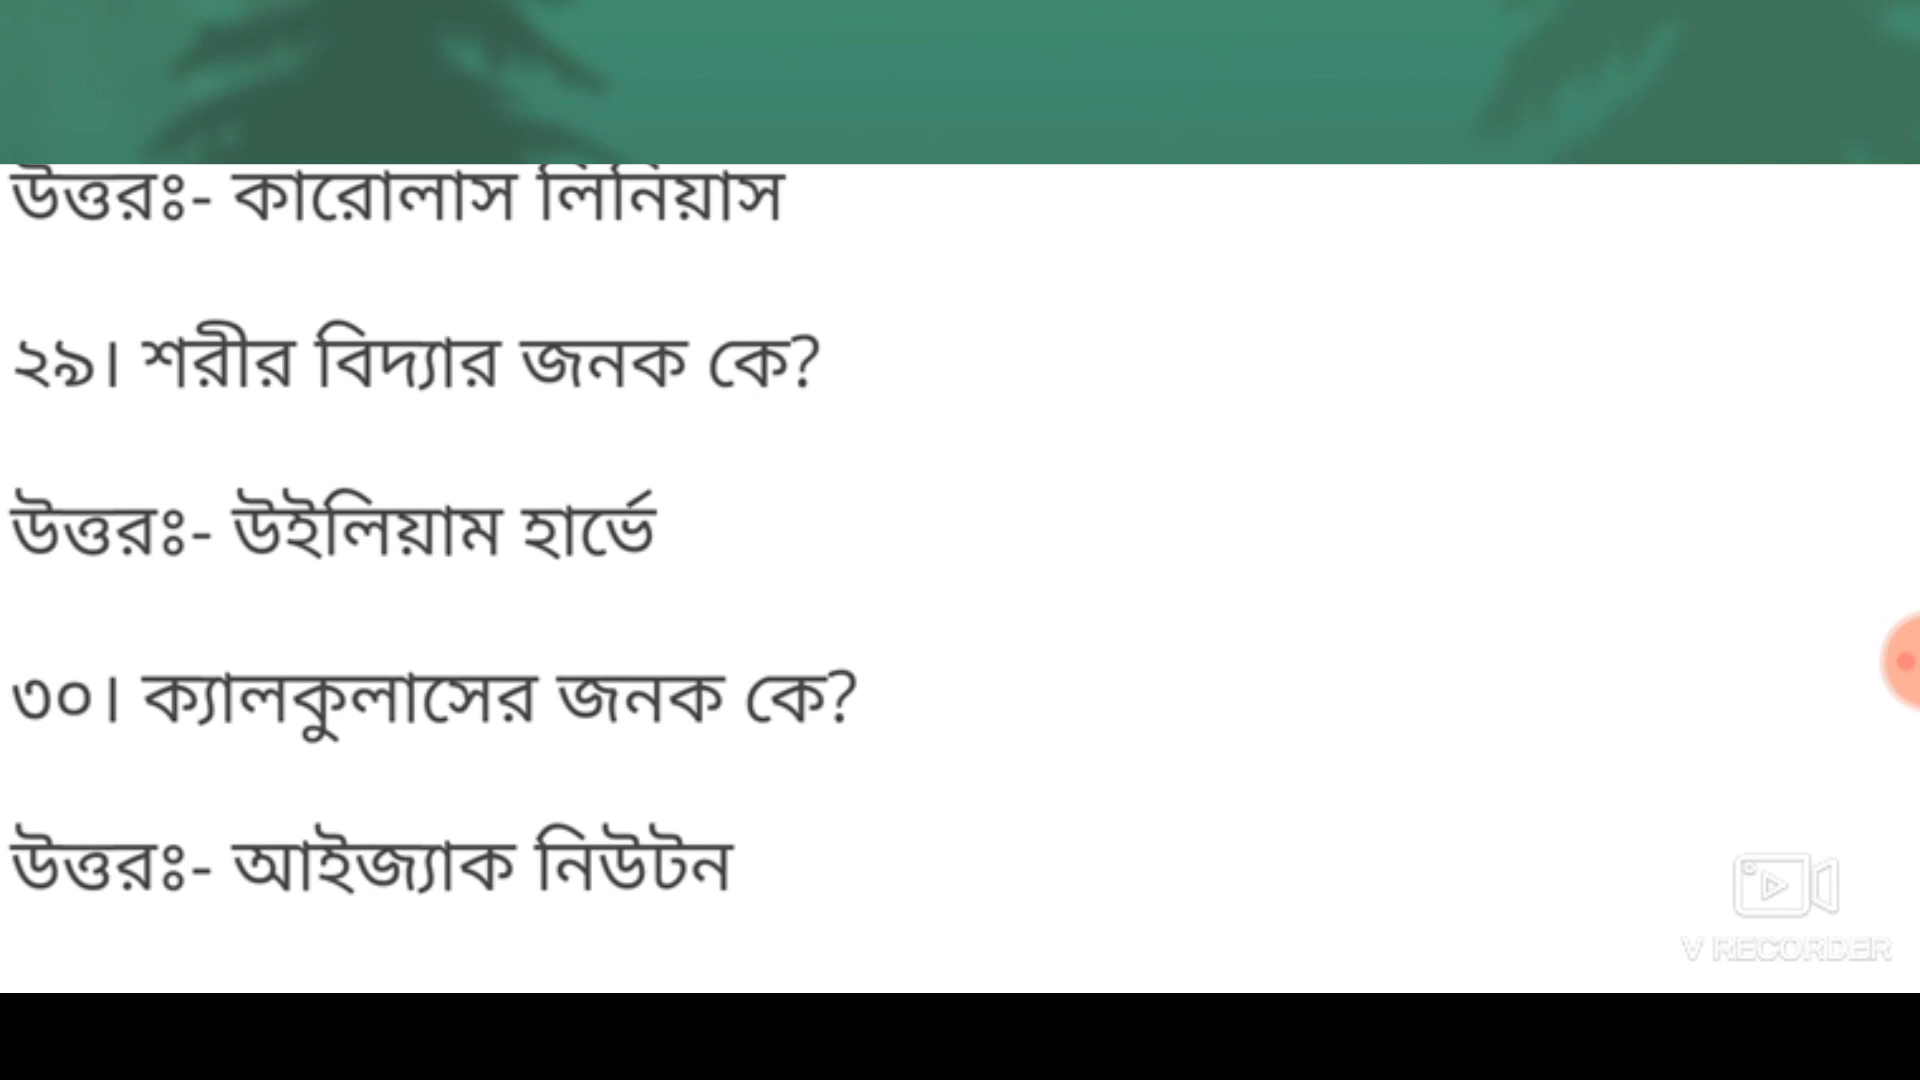 উত্তরঃ- কারোলাস লিনিয়াস
২৯। শরীর বিদ্যার জনক কে?
উত্তরঃ- উইলিয়াম হার্ভে
৩০। ক্যালকুলাসের জনক কে?
উত্তরঃ- আইজ্যাক নিউটন
V RECORDER